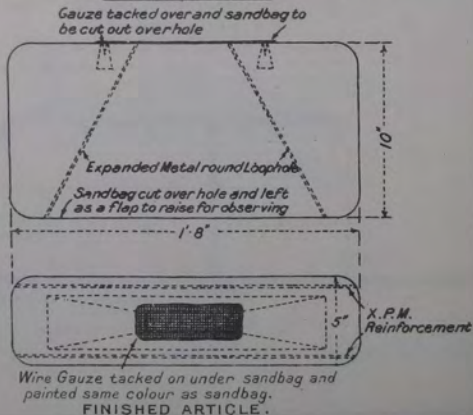 Gauze tacked over and sandbag to
be cut out over hole
10"
Expanded Metal round Loophole
Sandbag cut over hole and left
as a flap to raise for observing
1'-8"
5"
X.P.M.
Reinforcement
Wire Gauze tacked on under sandbag and
painted same colour as sandbag.
FINISHED ARTICLE.